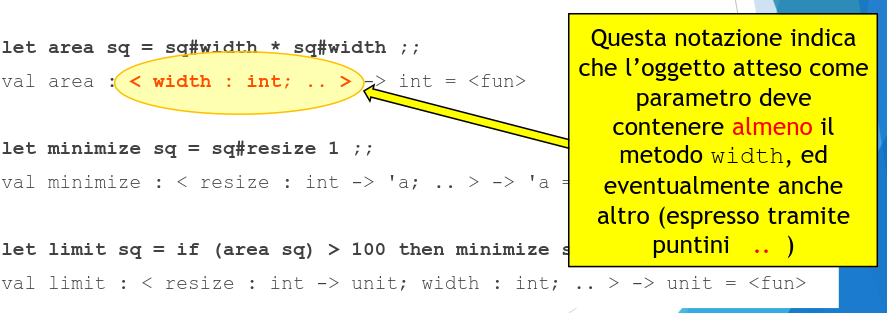 let area sq = sq#width * sq#width ;;
val area : < width : int; .. > -> int = <fun>
let minimize sq = sq#resize 1 ;;
val minimize : < resize : int -> 'a; .. > -> 'a =
let limit sq = if (area sq) > 100 then minimize s
val limit : < resize : int -> unit; width : int; .. > -> unit = <fun>
Questa notazione indica
che l’oggetto atteso come
parametro deve
contenere almeno il
metodo width, ed
eventualmente anche
altro (espresso tramite
puntini .. )